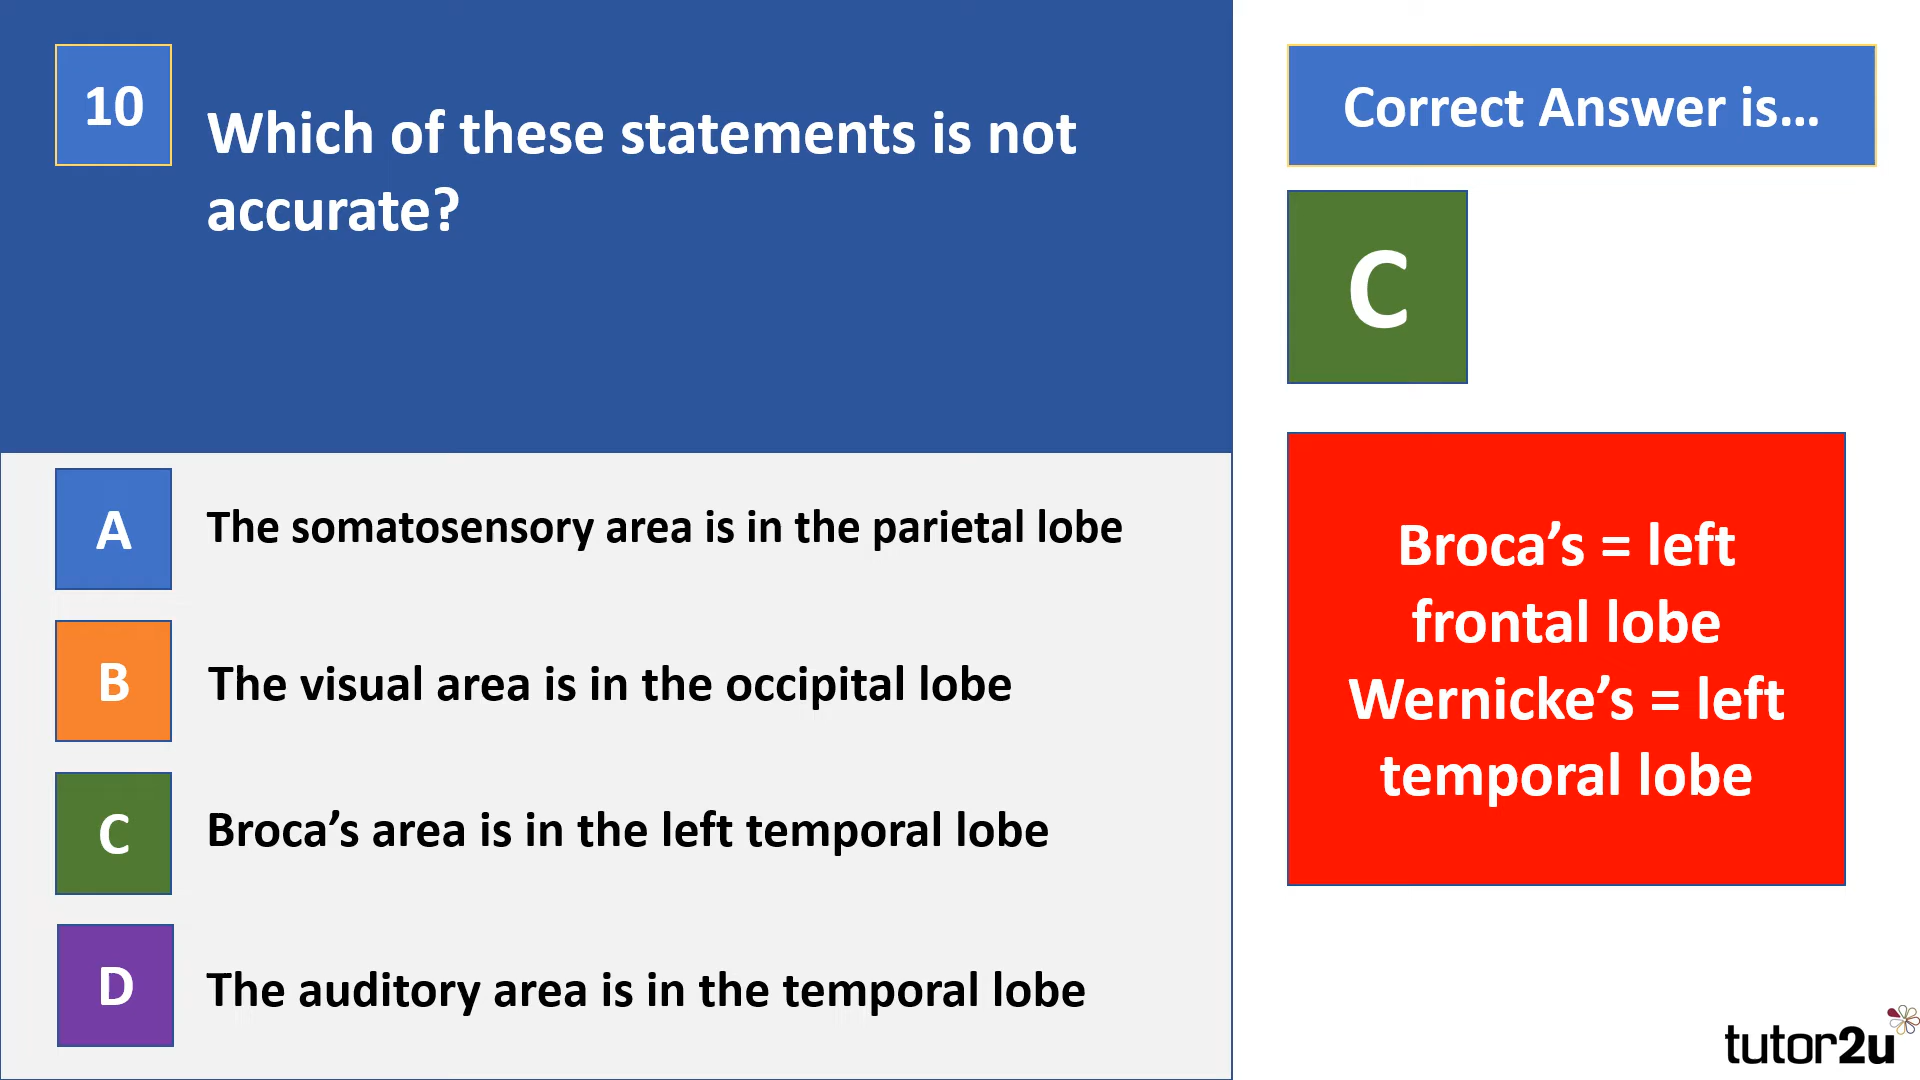 10
Which of these statements is not
accurate?
A
The somatosensory area is in the parietal lobe
B
The visual area is in the occipital lobe
C
Broca’s area is in the left temporal lobe
D
The auditory area is in the temporal lobe
Correct Answer is...
C
Broca’s = left
frontal lobe
Wernicke’s = left
temporal lobe
tutor2u